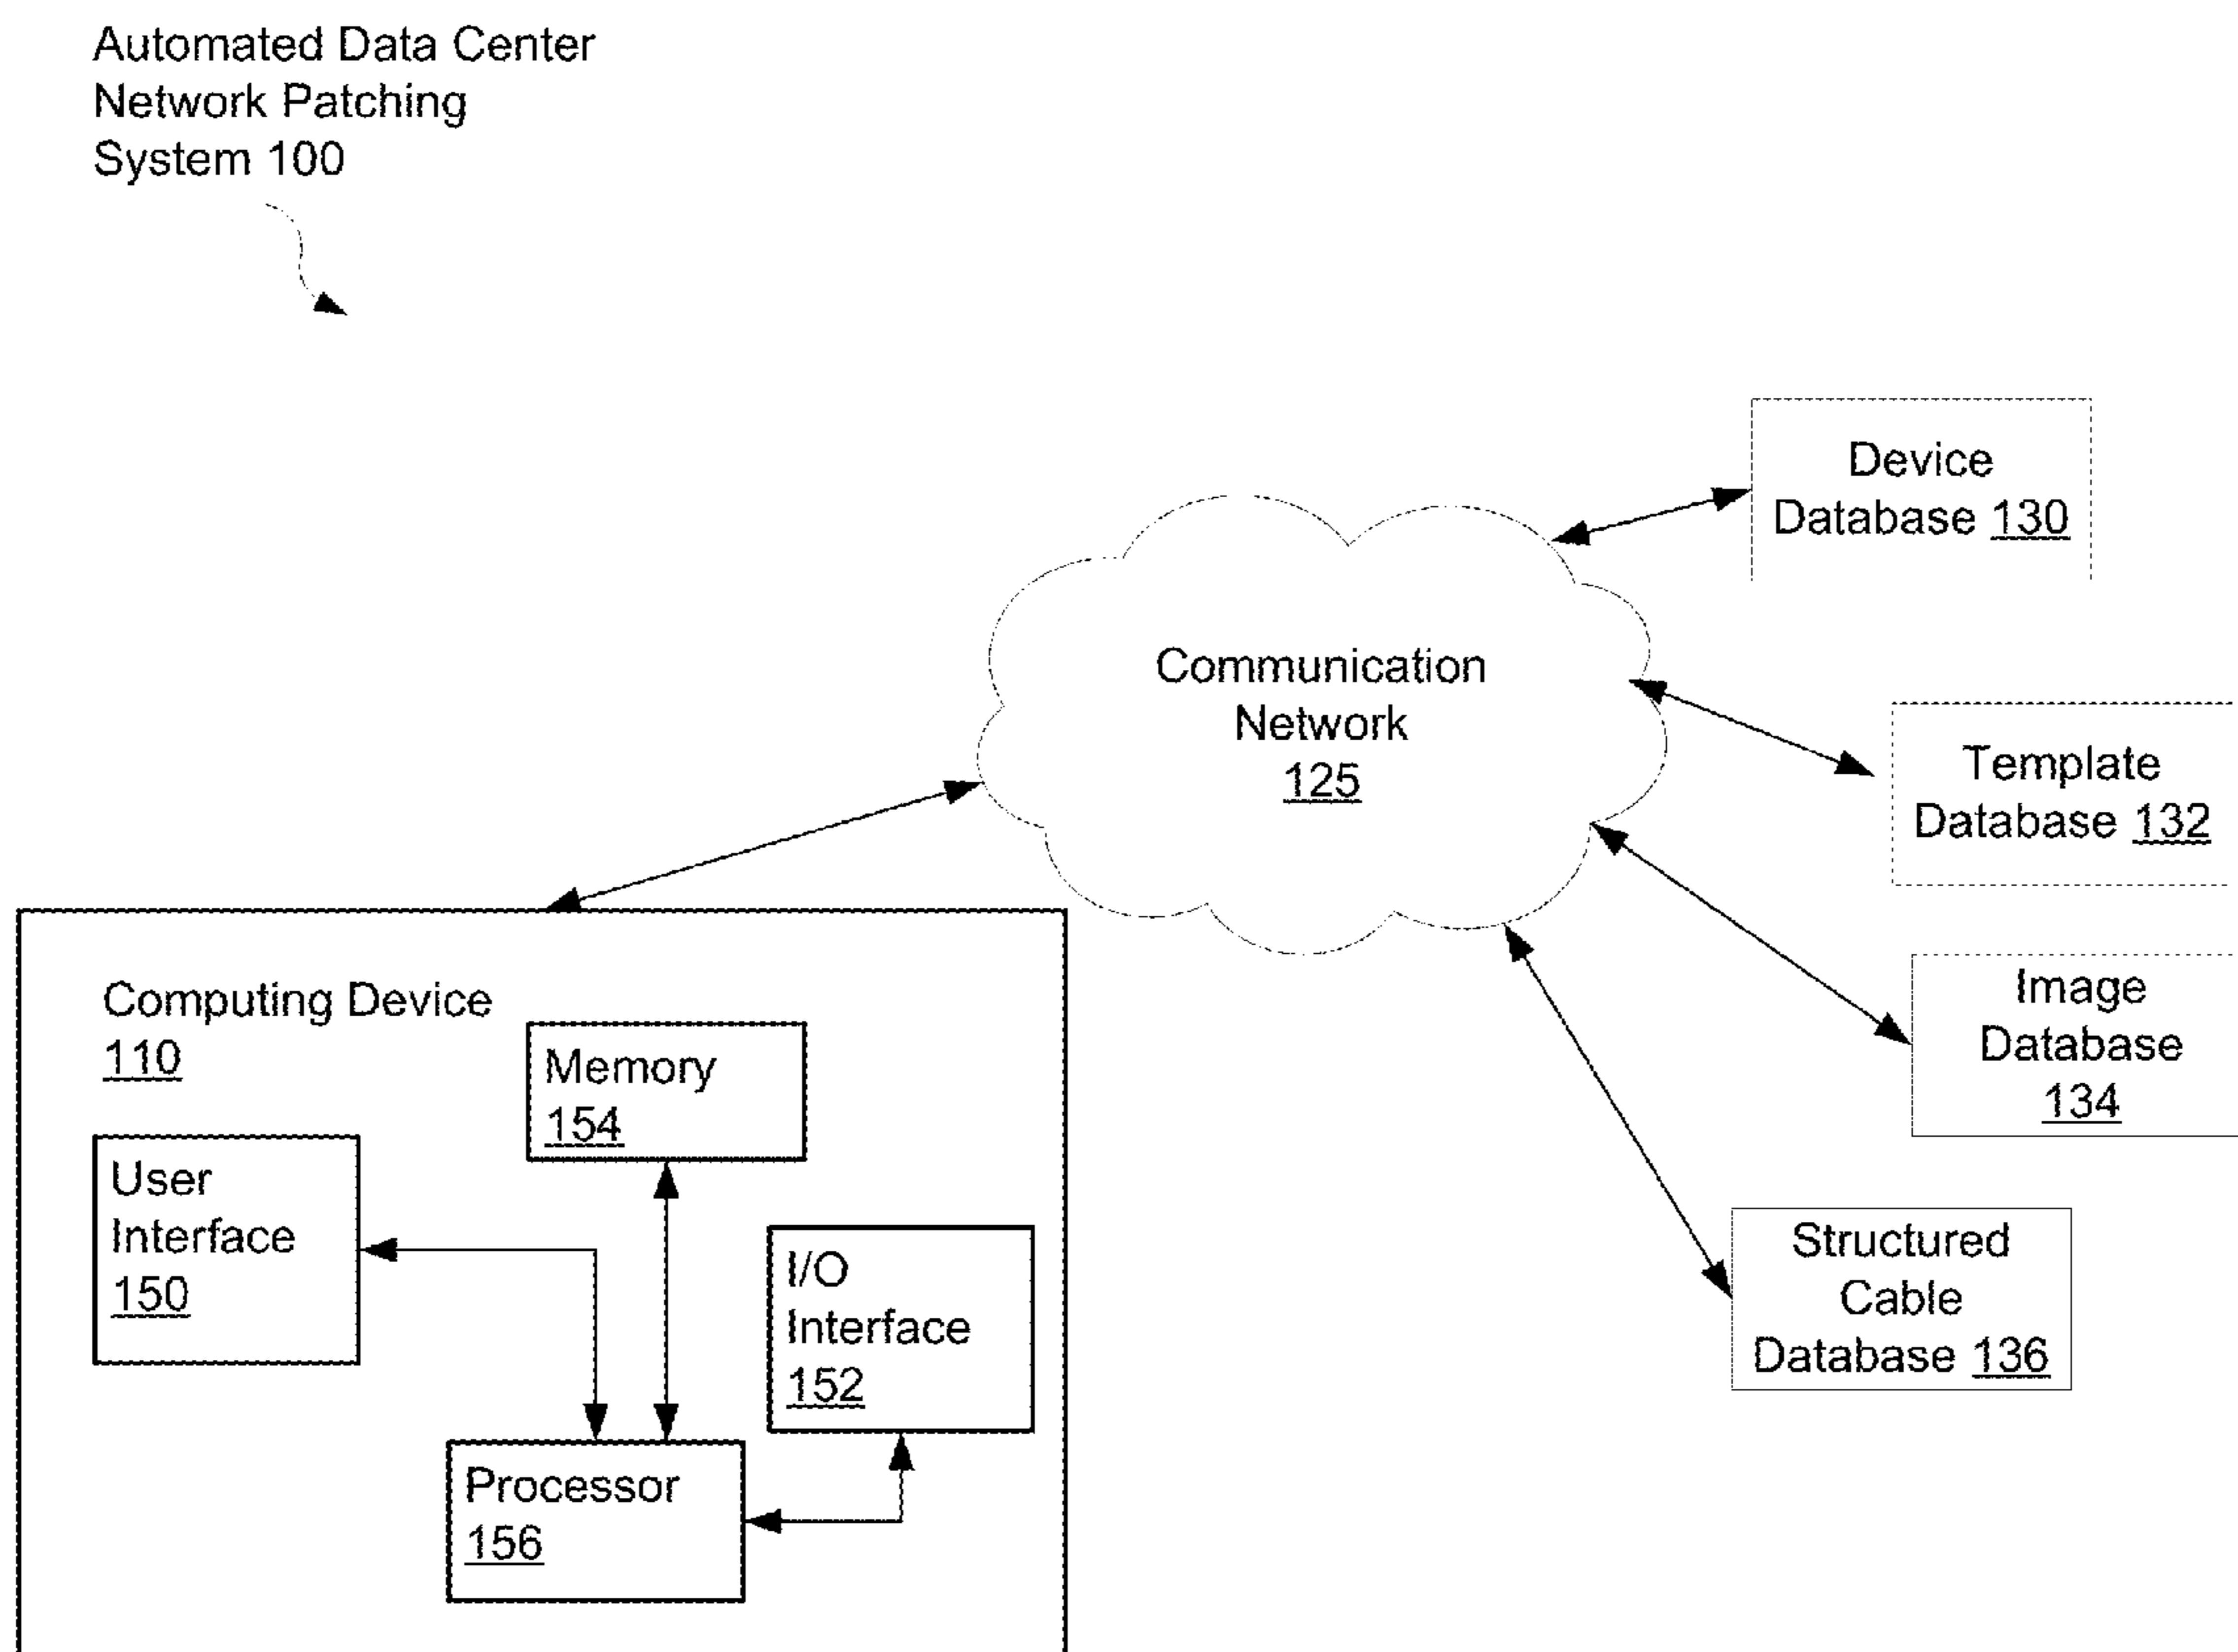 Automated Data Center
Network Patching
System 100
Device
Database 130
Communication
Network
125
Template
Database 132
Image
Database
134
Structured
Cable
Database 136
Computing Device
110
Memory
154
User
Interface
150
I/O
Interface
152
Processor
156